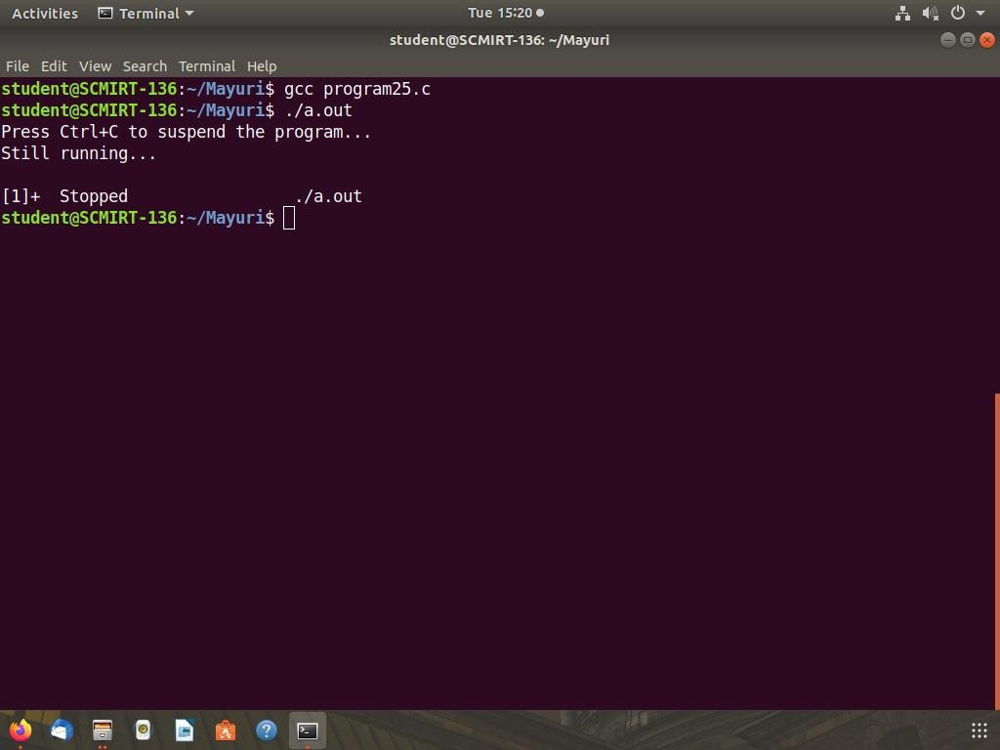 Activities Terminal Tue 15:20
student@SCMIRT-136: ~/Mayuri
File Edit View Search Terminal Help
student@SCMIRT-136:~/Mayuri$ gcc program25.c
student@SCMIRT-136:~/Mayuri$ ./a.out
Press Ctrl+C to suspend the program...
Still running...
[1]+  Stopped                 ./a.out
student@SCMIRT-136:~/Mayuri$